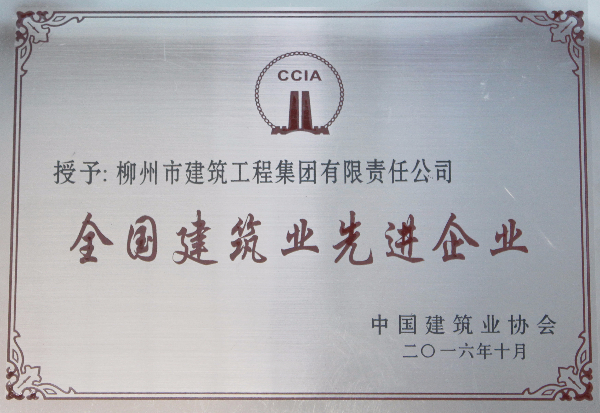 CCIA
授予:柳州市建筑工程集团有限责任公司
全国建筑业先进企业
中国建筑业协会
二〇一六年十月